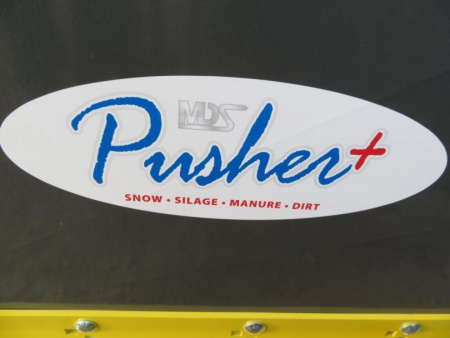 MDS
Pusher+
SNOW • SILAGE • MANURE • DIRT